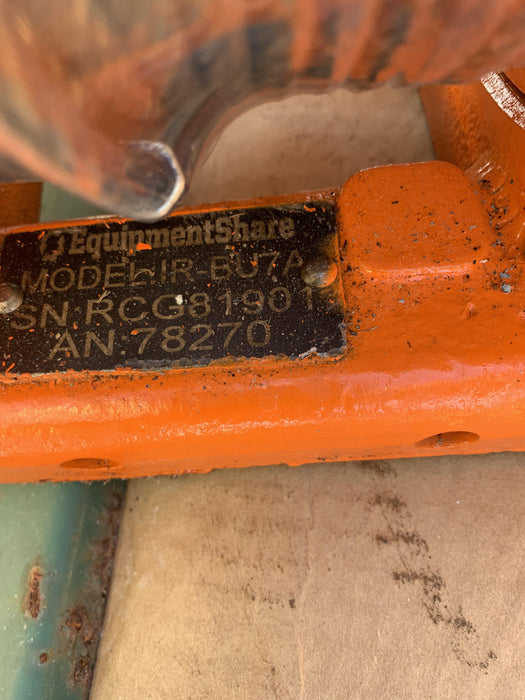 EquipmentShare
MODEL:IR-BU7A
SN:RCG81901
AN:78270